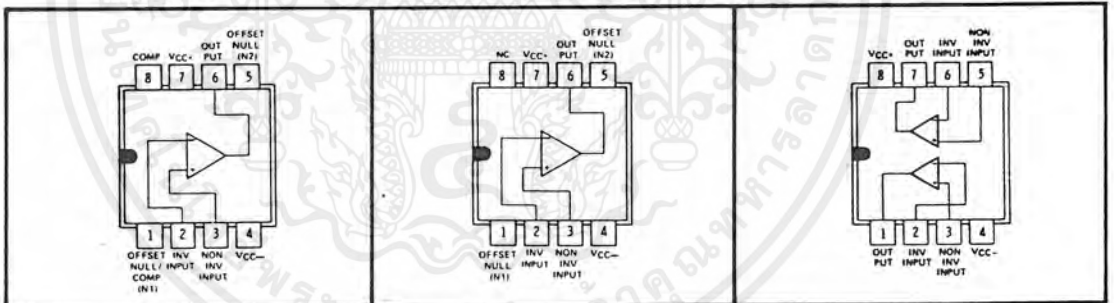 OFFSET
NULL
(N2)
COMP VCC+ OUT
PUT
8 7 6 5
1 2 3 4
OFFSET
NULL/
COMP
(N1)
INV
INPUT
NON
INV
INPUT
VCC-
OFFSET
NULL
(N2)
NC VCC+ OUT
PUT
8 7 6 5
1 2 3 4
OFFSET
NULL
(N1)
INV
INPUT
NON
INV
INPUT
VCC-
VCC+ OUT
PUT
INV
INPUT
NON
INV
INPUT
8 7 6 5
1 2 3 4
OUT
PUT
INV
INPUT
NON
INV
INPUT
VCC-